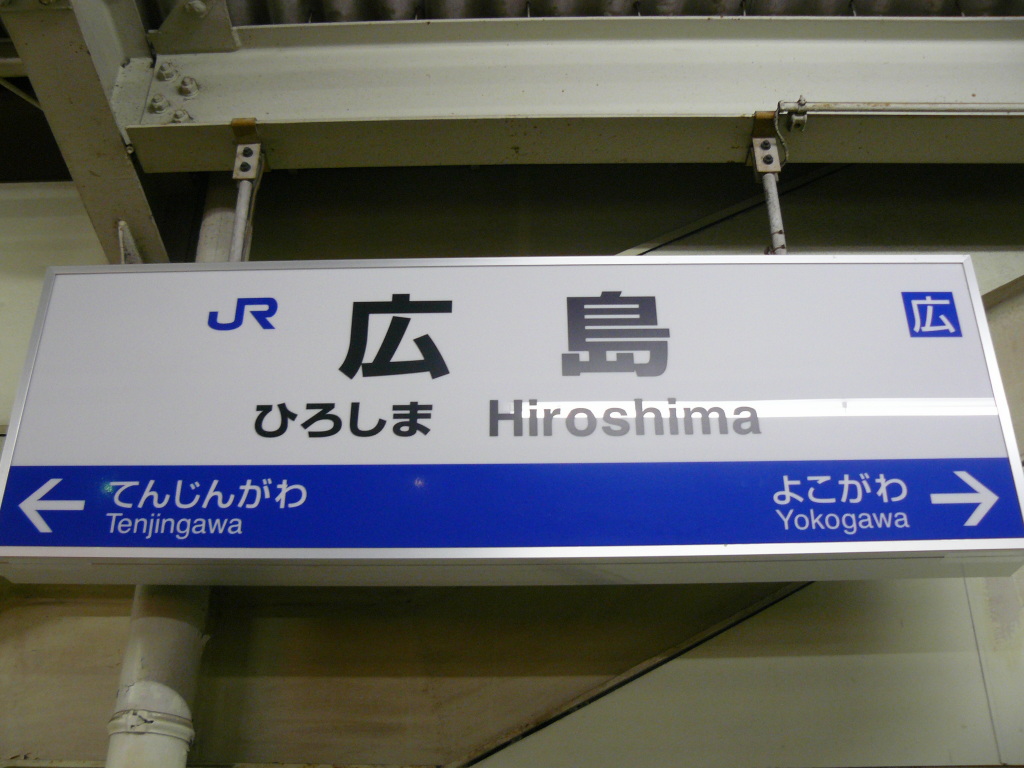 JR 広島 広
ひろしま Hiroshima
← てんじんがわ よこがわ →
Tenjingawa Yokogawa